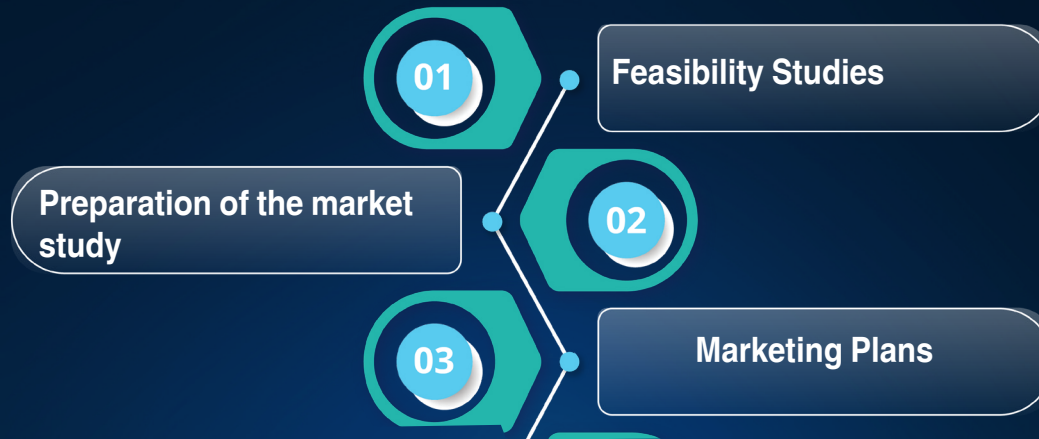 01
Feasibility Studies
Preparation of the market
study
02
03
Marketing Plans